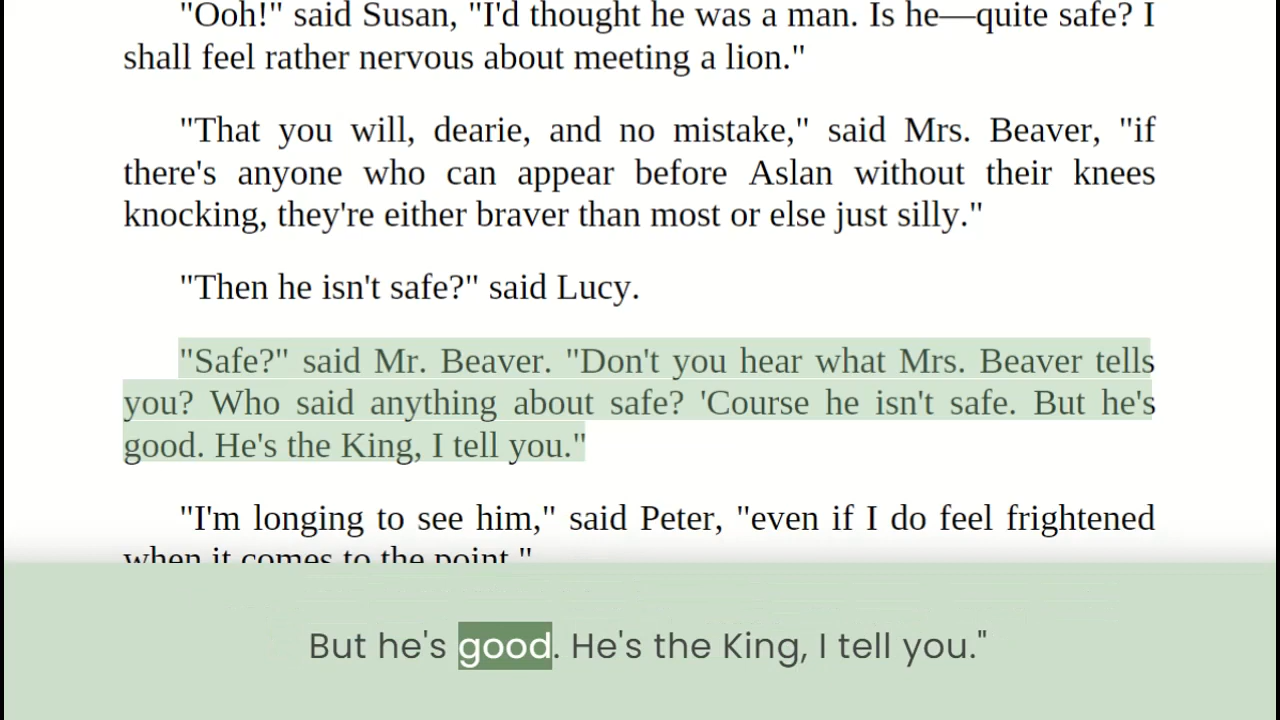 "Ooh!" said Susan, "I'd thought he was a man. Is he—quite safe? I
shall feel rather nervous about meeting a lion."
"That you will, dearie, and no mistake," said Mrs. Beaver, "if
there's anyone who can appear before Aslan without their knees
knocking, they're either braver than most or else just silly."
"Then he isn't safe?" said Lucy.
"Safe?" said Mr. Beaver. "Don't you hear what Mrs. Beaver tells
you? Who said anything about safe? 'Course he isn't safe. But he's
good. He's the King, I tell you."
"I'm longing to see him," said Peter, "even if I do feel frightened
when it comes to the point."
But he's good. He's the King, I tell you."